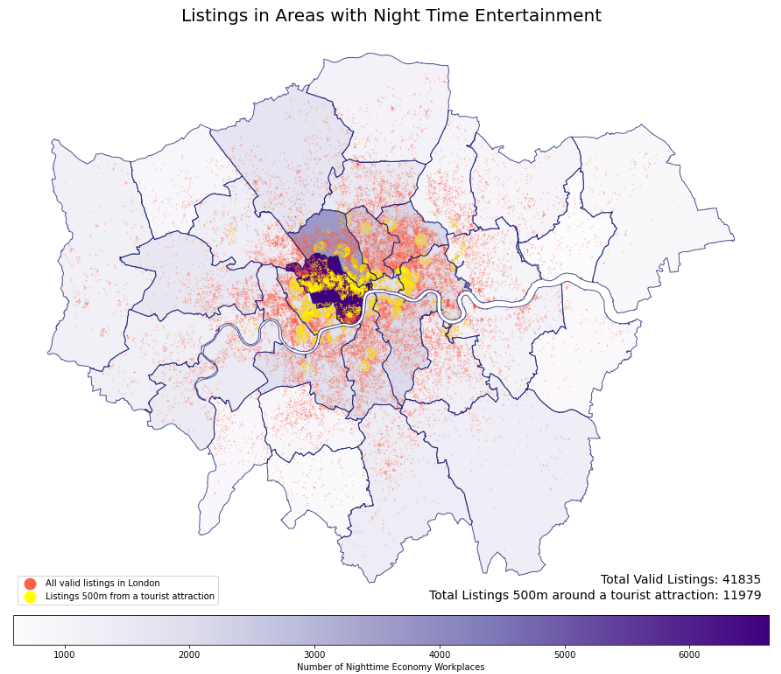 Listings in Areas with Night Time Entertainment
All valid listings in London
Listings 500m from a tourist attraction
Total Valid Listings: 41835
Total Listings 500m around a tourist attraction: 11979
1000 2000 3000 4000 5000 6000
Number of Nighttime Economy Workplaces